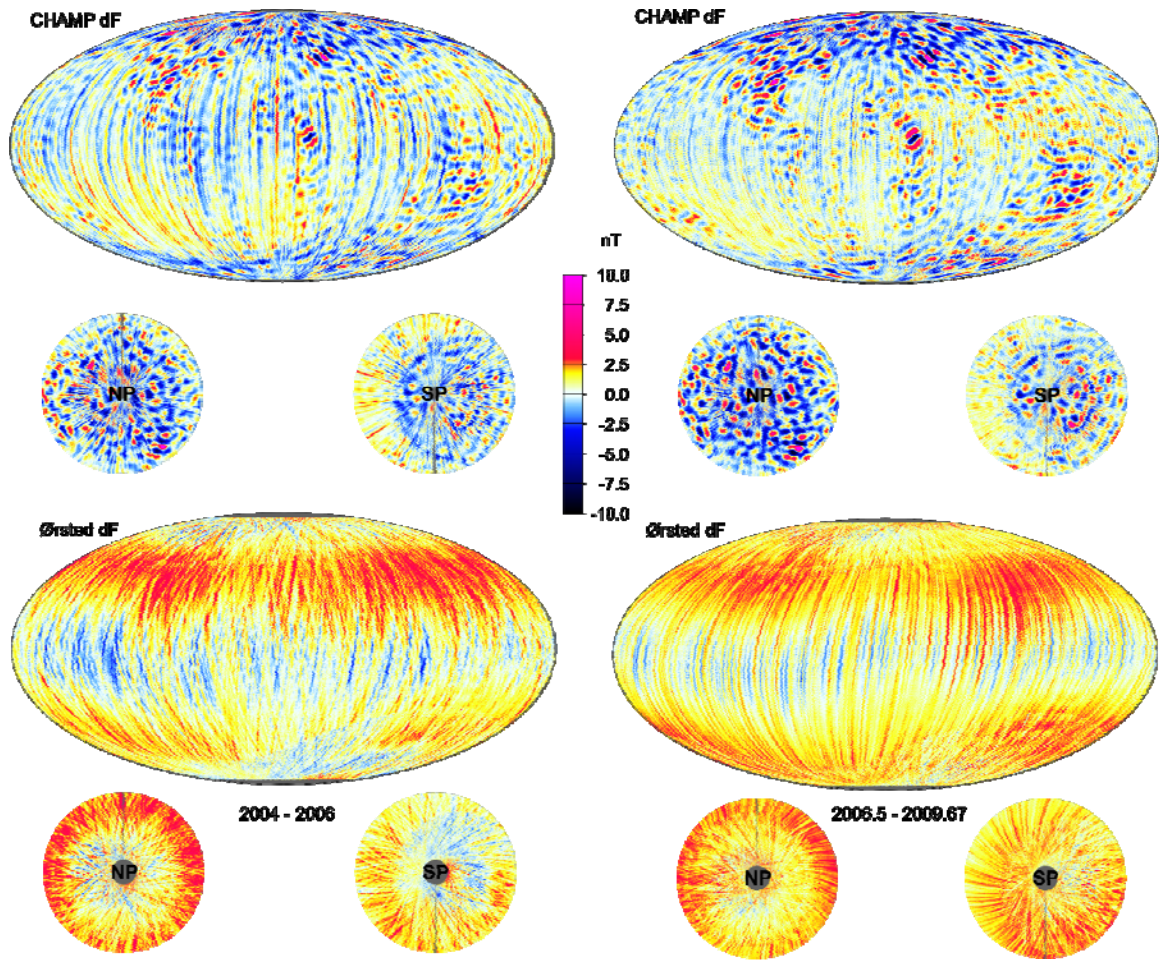 CHAMP dF
CHAMP dF
nT
10.0
7.5
5.0
2.5
0.0
-2.5
-5.0
-7.5
-10.0
NP
SP
NP
SP
Ørsted dF
Ørsted dF
2004 - 2006
2006.5 - 2009.67
NP
SP
NP
SP